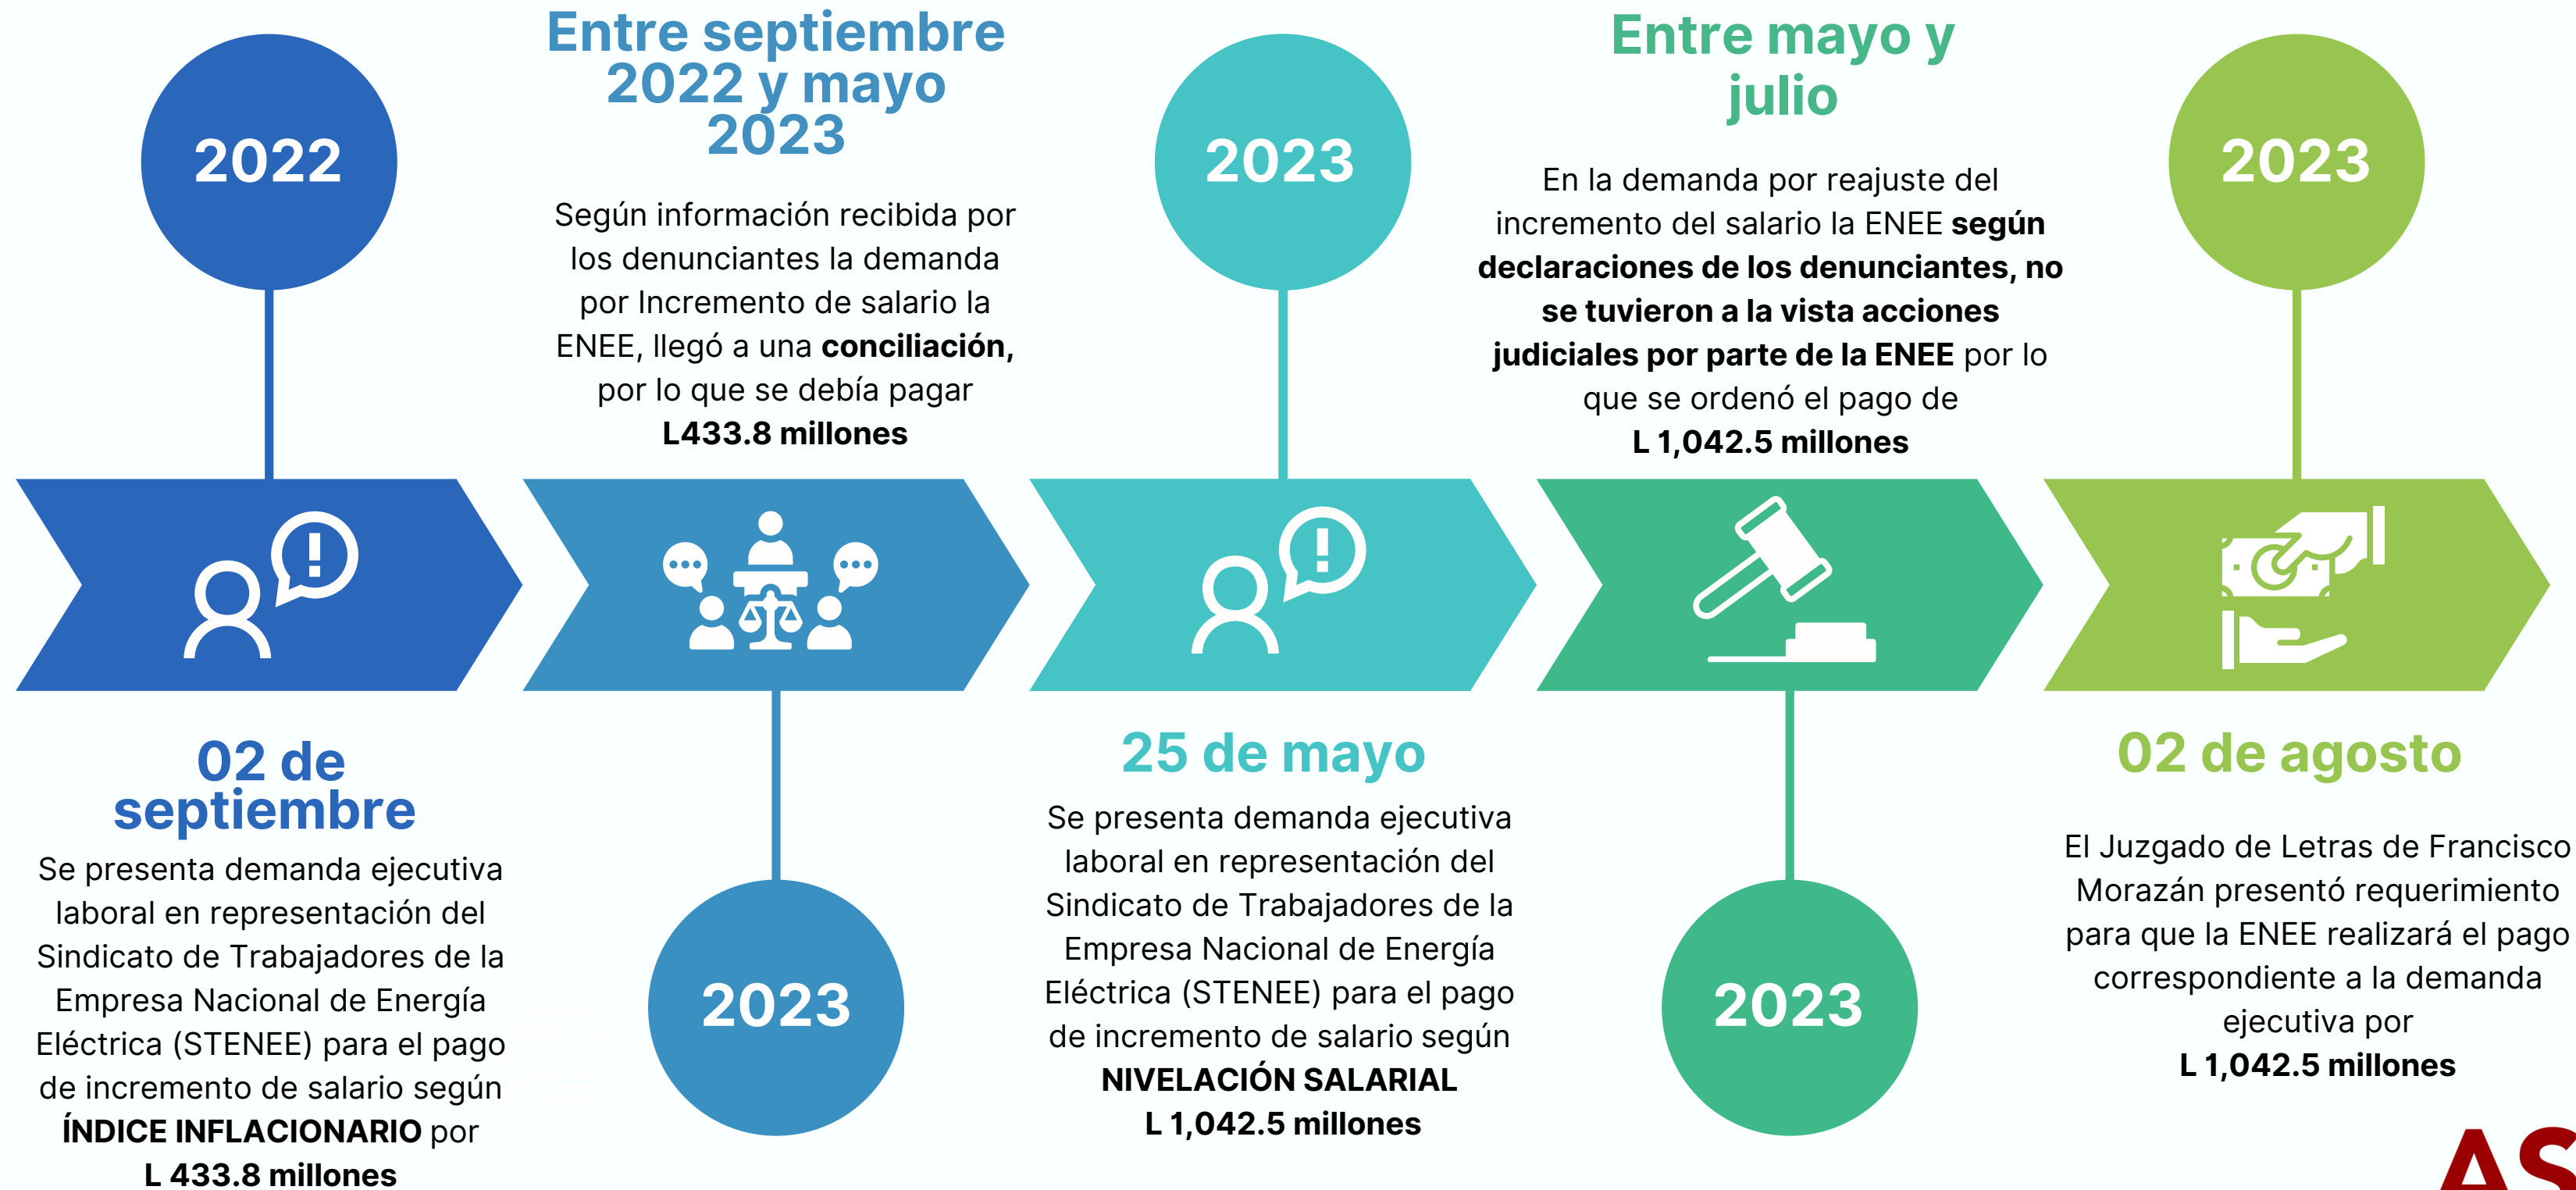 2022
02 de
septiembre
Se presenta demanda ejecutiva
laboral en representación del
Sindicato de Trabajadores de la
Empresa Nacional de Energía
Eléctrica (STENEE) para el pago
de incremento de salario según
ÍNDICE INFLACIONARIO por
L 433.8 millones
Entre septiembre
2022 y mayo
2023
Según información recibida por
los denunciantes la demanda
por Incremento de salario la
ENEE, llegó a una conciliación,
por lo que se debía pagar
L433.8 millones
2023
2023
25 de mayo
Se presenta demanda ejecutiva
laboral en representación del
Sindicato de Trabajadores de la
Empresa Nacional de Energía
Eléctrica (STENEE) para el pago
de incremento de salario según
NIVELACIÓN SALARIAL
L 1,042.5 millones
Entre mayo y
julio
En la demanda por reajuste del
incremento del salario la ENEE según
declaraciones de los denunciantes, no
se tuvieron a la vista acciones
judiciales por parte de la ENEE por lo
que se ordenó el pago de
L 1,042.5 millones
2023
2023
02 de agosto
El Juzgado de Letras de Francisco
Morazán presentó requerimiento
para que la ENEE realizará el pago
correspondiente a la demanda
ejecutiva por
L 1,042.5 millones
AS